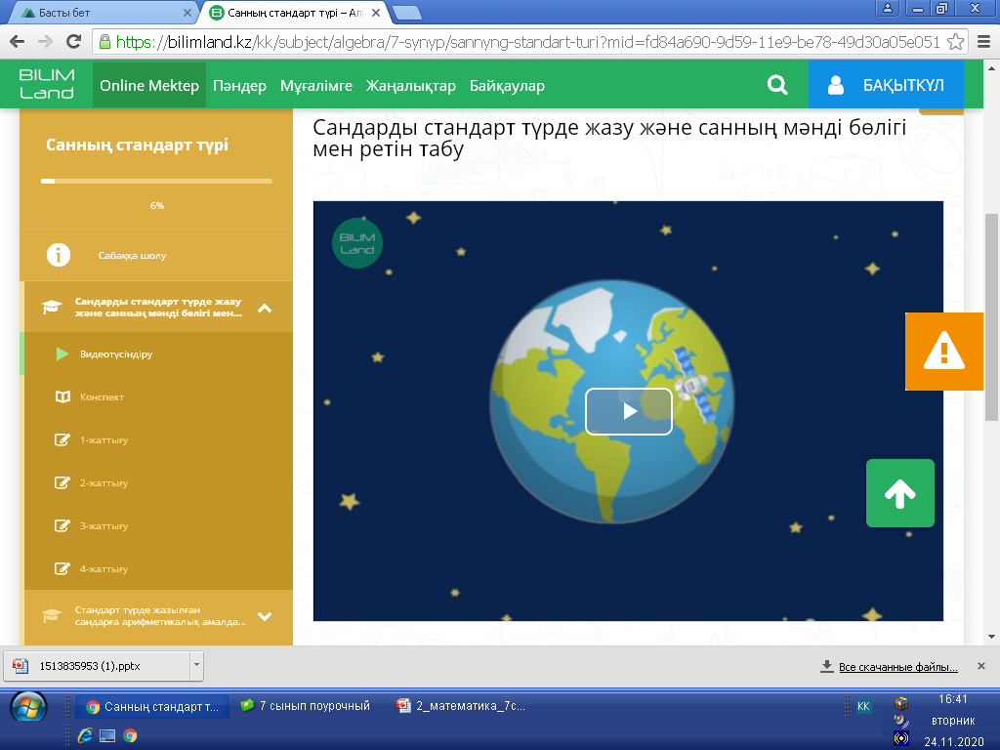 Басты бет
Санның стандарт түрі – Ал
https://bilimland.kz/kk/subject/algebra/7-synyp/sannyng-standart-turi?mid=fd84a690-9d59-11e9-be78-49d30a05e051
BILIM
Land
Online Mektep
Пәндер
Мұғалімге
Жаңалықтар
Байқаулар
БАҚЫТКҮЛ
Санның стандарт түрі
6%
Сабаққа шолу
Сандарды стандарт түрде жазу
және санның мәнді бөлігі мен...
Видеотүсіндіру
Конспект
1-жаттығу
2-жаттығу
3-жаттығу
4-жаттығу
Стандарт түрде жазылған
сандарға арифметикалық амалда...
Сандарды стандарт түрде жазу және санның мәнді бөлігі
мен ретін табу
BILIM
Land
1513835953 (1).pptx
Все скачанные файлы...
Санның стандарт т...
7 сынып поурочный
2_математика_7с...
KK
16:41
вторник
24.11.2020